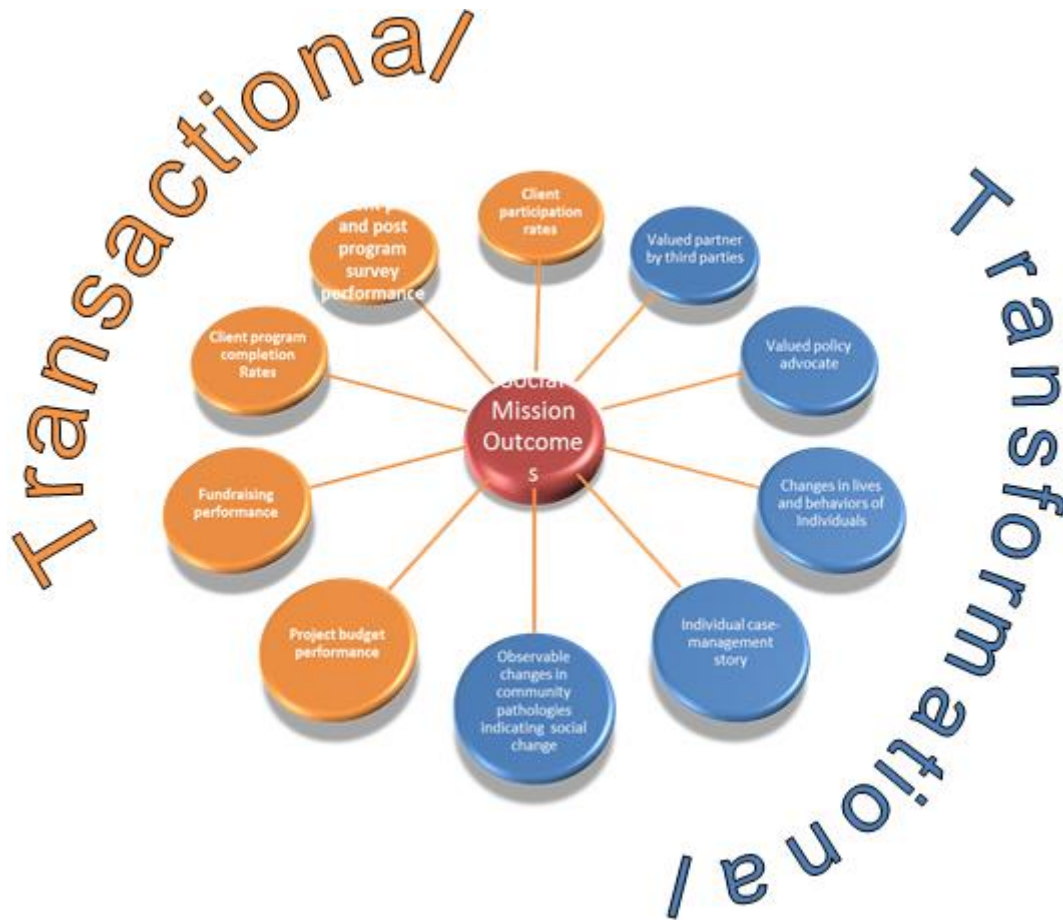 Transactional
Transformational
Client
participation
rates
and post
program
survey
performance
Valued partner
by third parties
Client program
completion
Rates
Valued policy
advocate
Social
Mission
Outcome
s
Fundraising
performance
Changes in lives
and behaviors of
Individuals
Project budget
performance
Individual case-
management
story
Observable
changes in
community
pathologies
indicating social
change